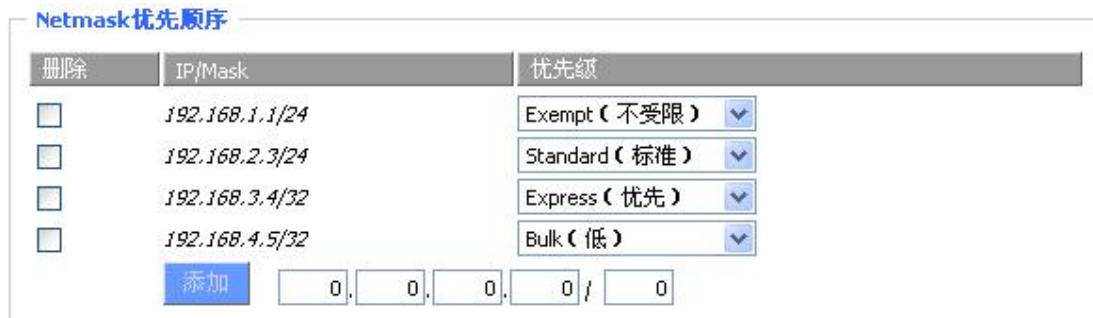 Netmask优先顺序
删除 IP/Mask 优先级
192.168.1.1/24 Exempt（不受限）
192.168.2.3/24 Standard（标准）
192.168.3.4/32 Express（优先）
192.168.4.5/32 Bulk（低）
添加 0.0.0.0/0